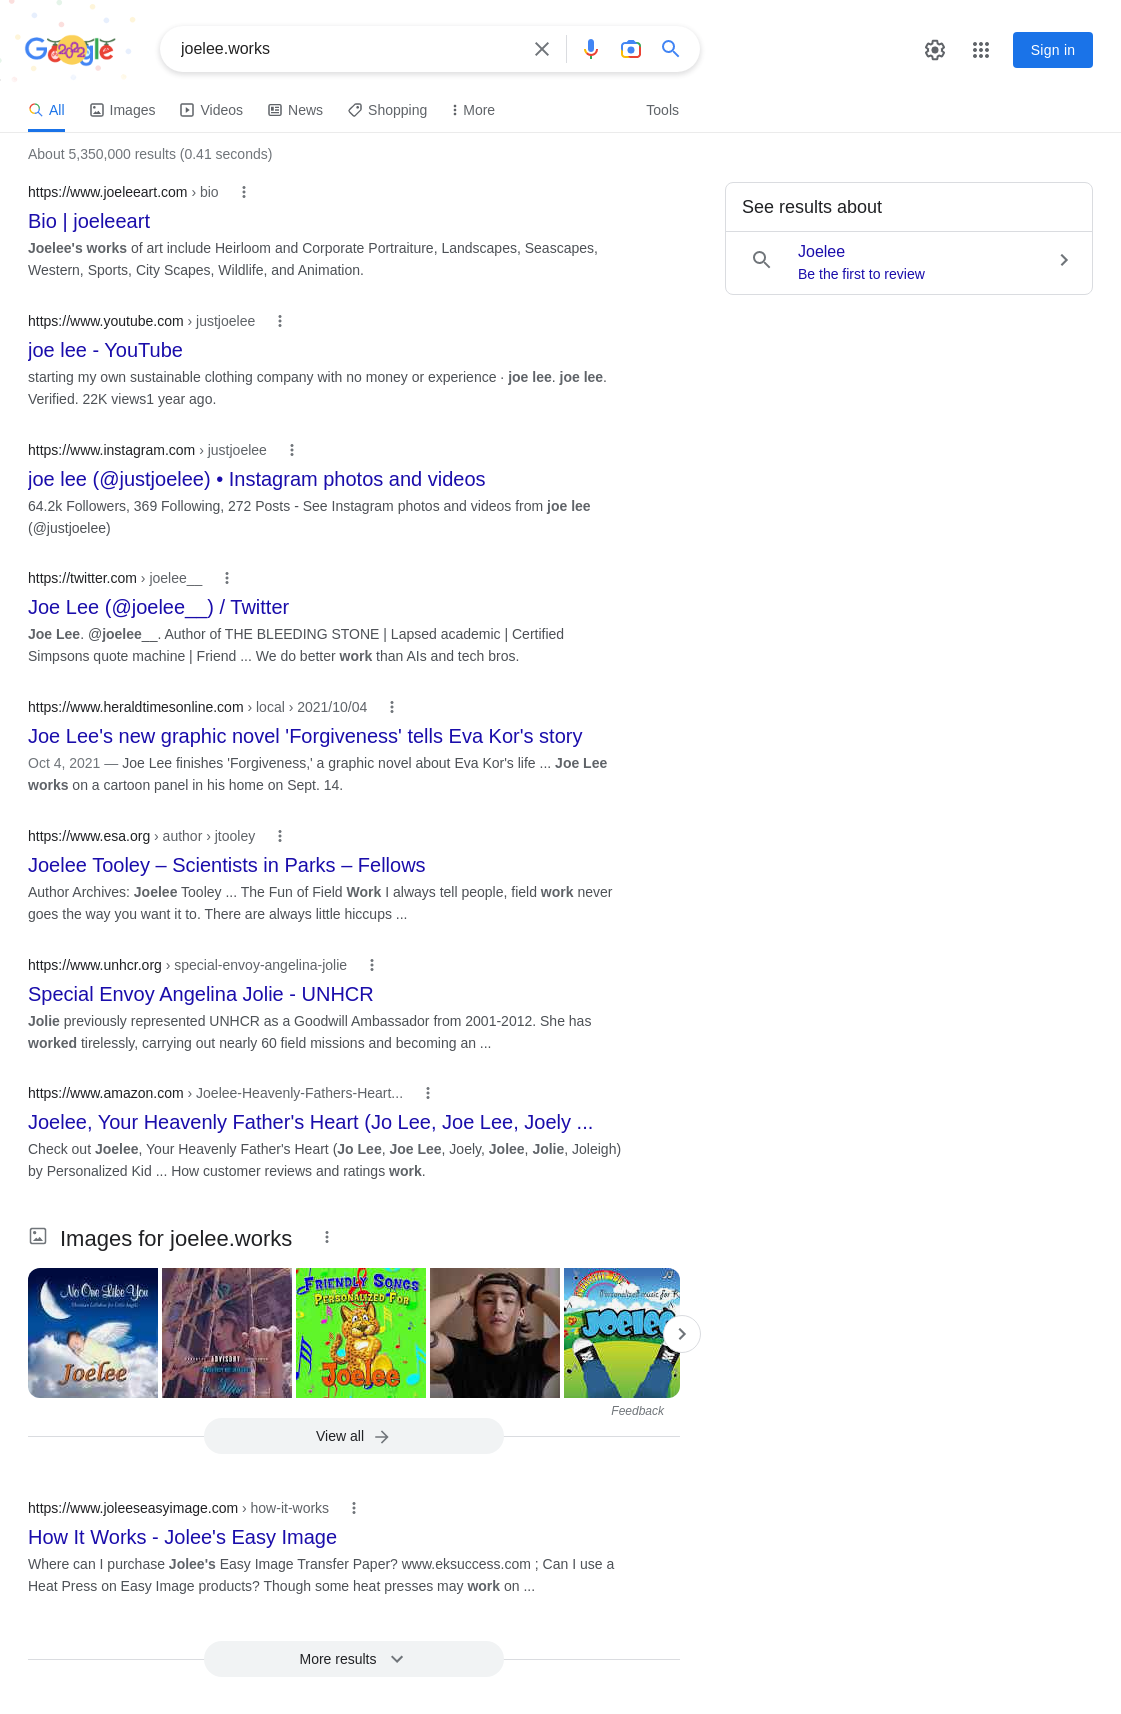 Google
joelee.works
Sign in
All
Images
Videos
News
Shopping
More
Tools
About 5,350,000 results (0.41 seconds)
https://www.joeleeart.com › bio
Bio | joeleeart
Joelee's works of art include Heirloom and Corporate Portraiture, Landscapes, Seascapes,
Western, Sports, City Scapes, Wildlife, and Animation.
See results about
Joelee
Be the first to review
https://www.youtube.com › justjoelee
joe lee - YouTube
starting my own sustainable clothing company with no money or experience · joe lee. joe lee.
Verified. 22K views1 year ago.
https://www.instagram.com › justjoelee
joe lee (@justjoelee) • Instagram photos and videos
64.2k Followers, 369 Following, 272 Posts - See Instagram photos and videos from joe lee
(@justjoelee)
https://twitter.com › joelee__
Joe Lee (@joelee__) / Twitter
Joe Lee. @joelee__. Author of THE BLEEDING STONE | Lapsed academic | Certified
Simpsons quote machine | Friend ... We do better work than AIs and tech bros.
https://www.heraldtimesonline.com › local › 2021/10/04
Joe Lee's new graphic novel 'Forgiveness' tells Eva Kor's story
Oct 4, 2021 — Joe Lee finishes 'Forgiveness,' a graphic novel about Eva Kor's life ... Joe Lee
works on a cartoon panel in his home on Sept. 14.
https://www.esa.org › author › jtooley
Joelee Tooley – Scientists in Parks – Fellows
Author Archives: Joelee Tooley ... The Fun of Field Work I always tell people, field work never
goes the way you want it to. There are always little hiccups ...
https://www.unhcr.org › special-envoy-angelina-jolie
Special Envoy Angelina Jolie - UNHCR
Jolie previously represented UNHCR as a Goodwill Ambassador from 2001-2012. She has
worked tirelessly, carrying out nearly 60 field missions and becoming an ...
https://www.amazon.com › Joelee-Heavenly-Fathers-Heart...
Joelee, Your Heavenly Father's Heart (Jo Lee, Joe Lee, Joely ...
Check out Joelee, Your Heavenly Father's Heart (Jo Lee, Joe Lee, Joely, Jolee, Jolie, Joleigh)
by Personalized Kid ... How customer reviews and ratings work.
Images for joelee.works
No One Like You
Joelee
ADVISORY
FRIENDLY SONGS
PERSONALIZED FOR
Joelee
Personalized music for
Joelee
Feedback
View all
https://www.joleeseasyimage.com › how-it-works
How It Works - Jolee's Easy Image
Where can I purchase Jolee's Easy Image Transfer Paper? www.eksuccess.com ; Can I use a
Heat Press on Easy Image products? Though some heat presses may work on ...
More results